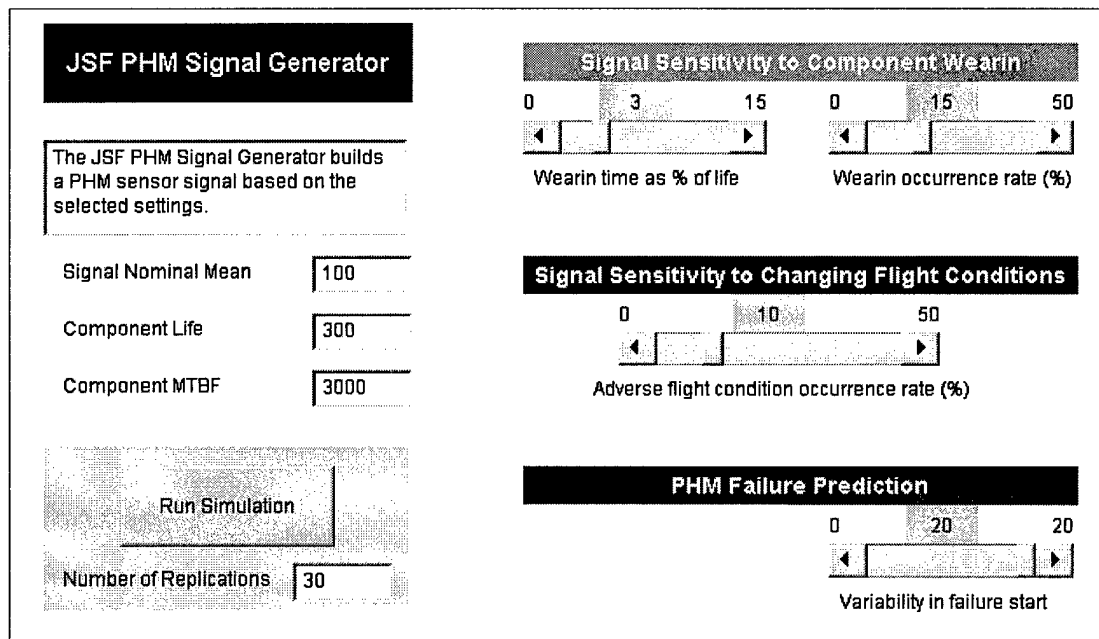 JSF PHM Signal Generator
The JSF PHM Signal Generator builds
a PHM sensor signal based on the
selected settings.
Signal Nominal Mean 100
Component Life 300
Component MTBF 3000
Run Simulation
Number of Replications 30
Signal Sensitivity to Component Wearin
0 3 15
Wearin time as % of life
0 15 50
Wearin occurrence rate (%)
Signal Sensitivity to Changing Flight Conditions
0 10 50
Adverse flight condition occurrence rate (%)
PHM Failure Prediction
0 20 20
Variability in failure start